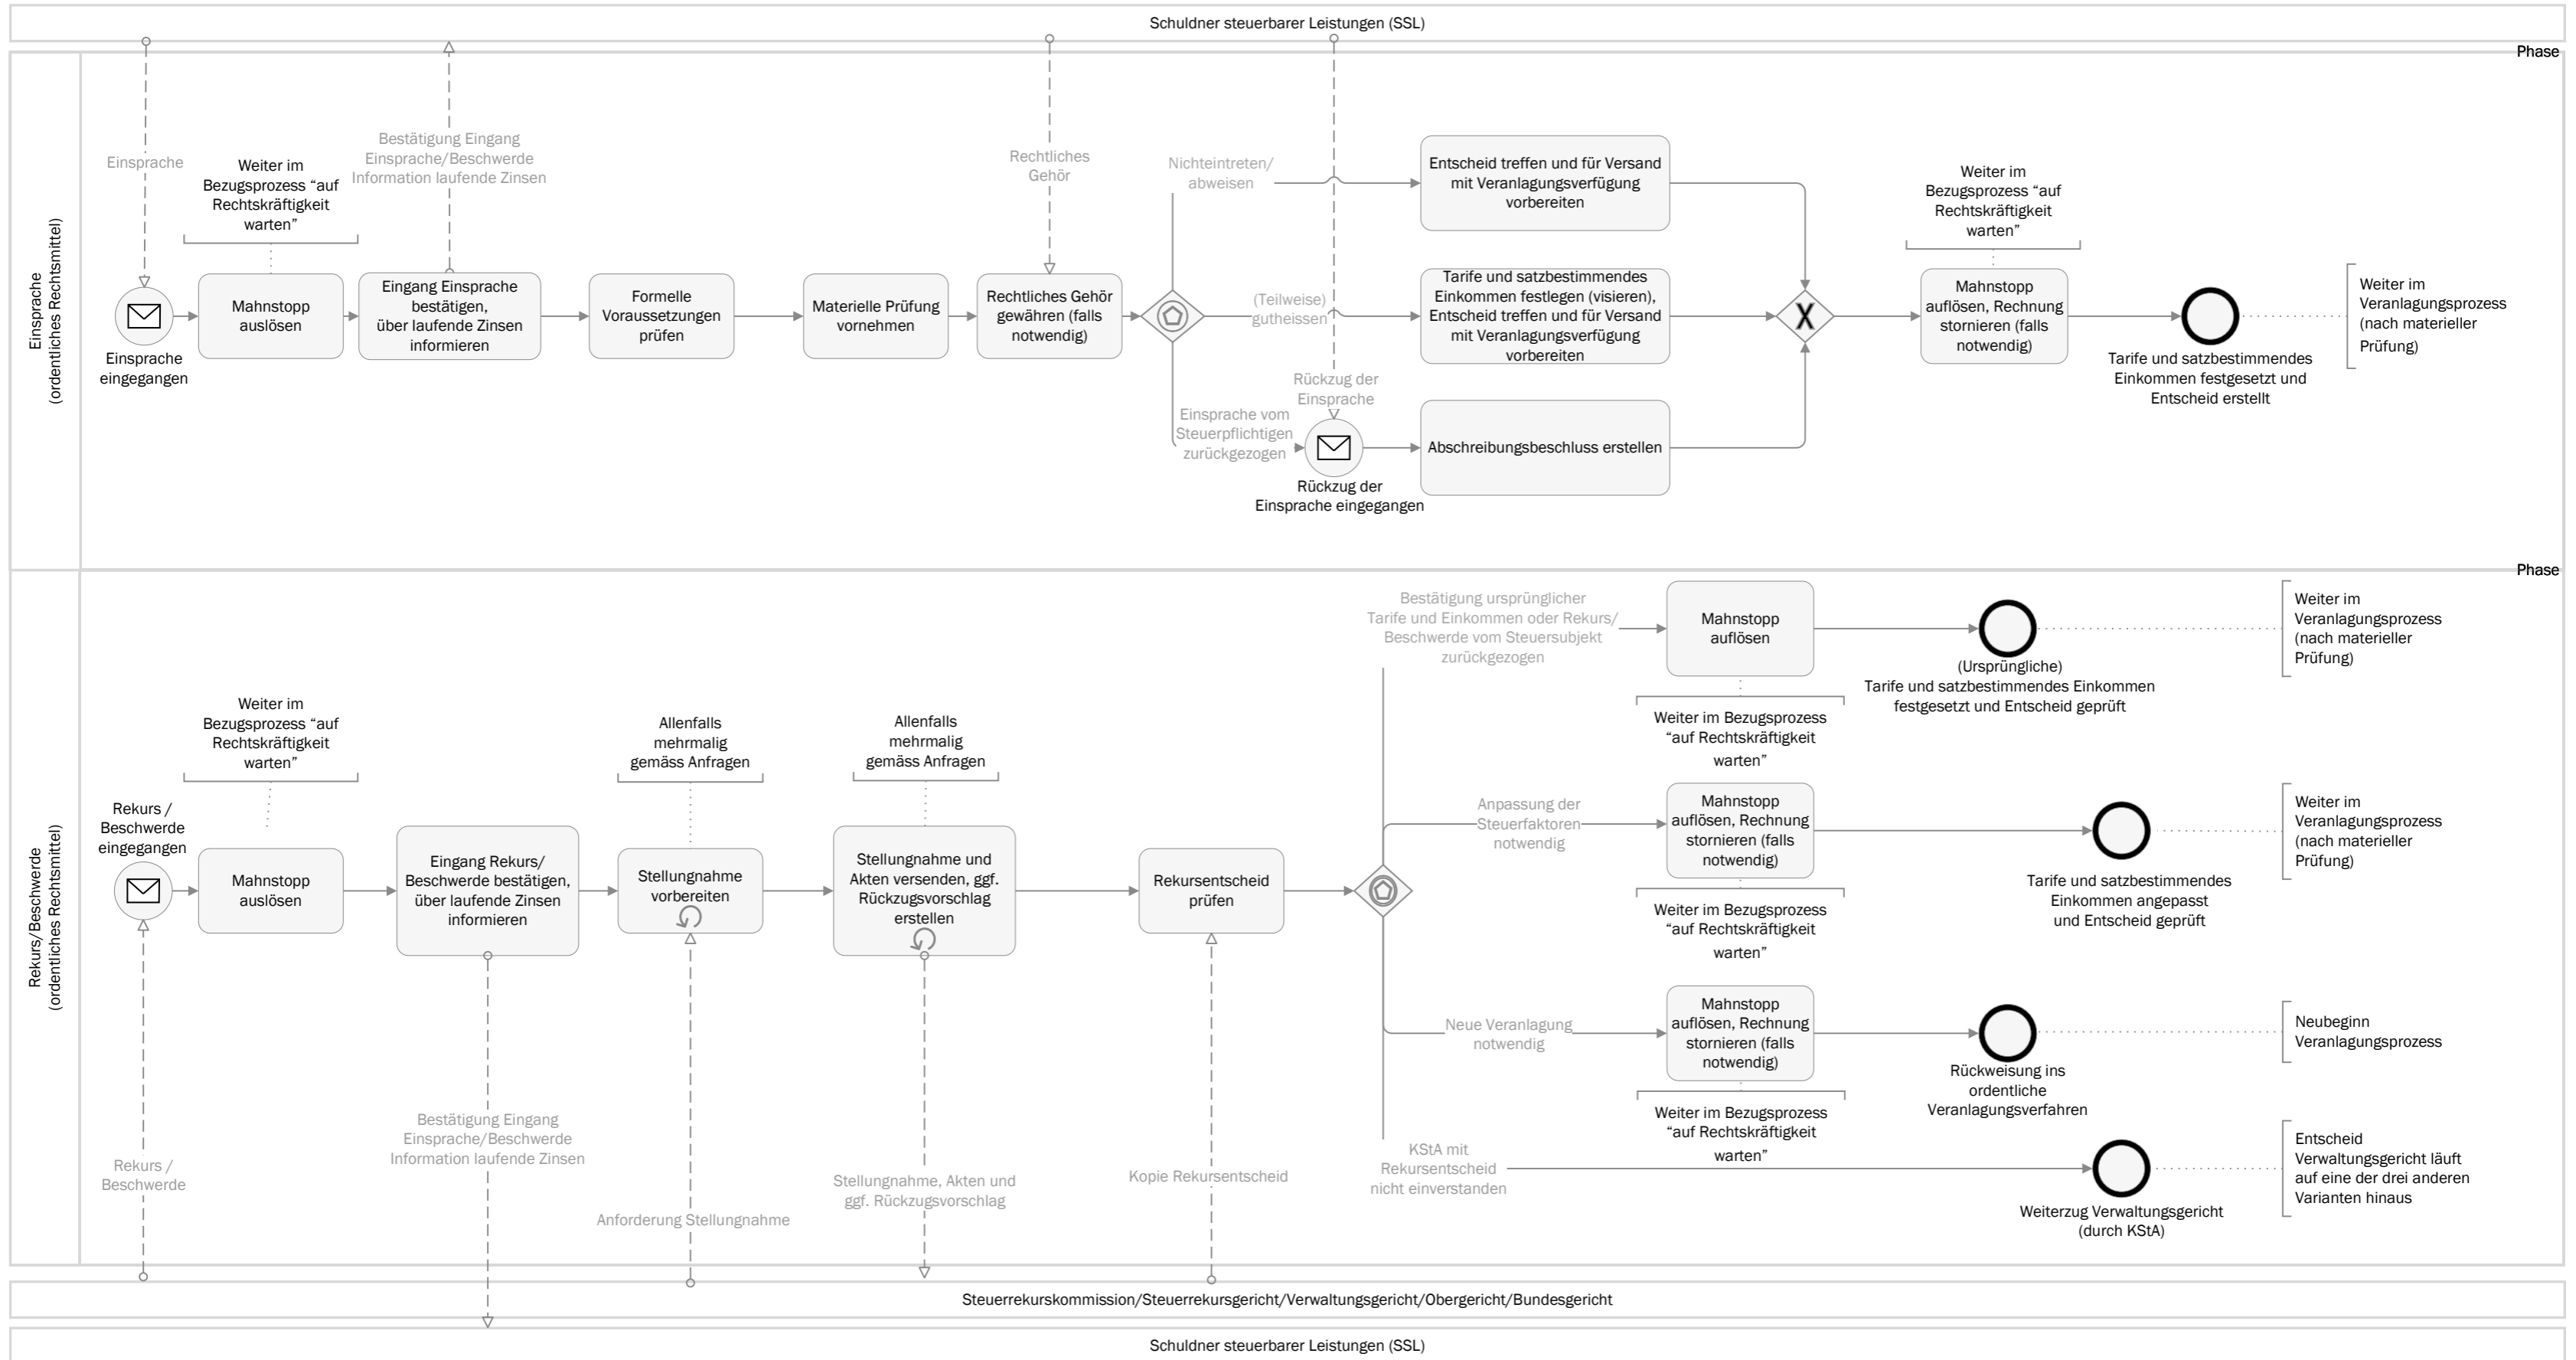 Schuldner steuerbarer Leistungen (SSL)
Phase
Einsprache
(ordentliches Rechtsmittel)
Einsprache
Weiter im
Bezugsprozess “auf
Rechtskräftigkeit
warten”
Bestätigung Eingang
Einsprache/Beschwerde
Information laufende Zinsen
Rechtliches
Gehör
Einsprache
eingegangen
Mahnstopp
auslösen
Eingang Einsprache
bestätigen,
über laufende Zinsen
informieren
Formelle
Voraussetzungen
prüfen
Materielle Prüfung
vornehmen
Rechtliches Gehör
gewähren (falls
notwendig)
Nichteintreten/
abweisen
Entscheid treffen und für Versand
mit Veranlagungsverfügung
vorbereiten
(Teilweise)
gutheissen
Tarife und satzbestimmendes
Einkommen festlegen (visieren),
Entscheid treffen und für Versand
mit Veranlagungsverfügung
vorbereiten
Einsprache vom
Steuerpflichtigen
zurückgezogen
Rückzug der
Einsprache
Rückzug der
Einsprache eingegangen
Abschreibungsbeschluss erstellen
X
Weiter im
Bezugsprozess “auf
Rechtskräftigkeit
warten”
Mahnstopp
auflösen, Rechnung
stornieren (falls
notwendig)
Tarife und satzbestimmendes
Einkommen festgesetzt und
Entscheid erstellt
Weiter im
Veranlagungsprozess
(nach materieller
Prüfung)
Phase
Rekurs/Beschwerde
(ordentliches Rechtsmittel)
Rekurs /
Beschwerde
eingegangen
Weiter im
Bezugsprozess “auf
Rechtskräftigkeit
warten”
Mahnstopp
auslösen
Eingang Rekurs/
Beschwerde bestätigen,
über laufende Zinsen
informieren
Allenfalls
mehrmalig
gemäss Anfragen
Stellungnahme
vorbereiten
Allenfalls
mehrmalig
gemäss Anfragen
Stellungnahme und
Akten versenden, ggf.
Rückzugsvorschlag
erstellen
Rekursentscheid
prüfen
Rekurs /
Beschwerde
Bestätigung Eingang
Einsprache/Beschwerde
Information laufende Zinsen
Anforderung Stellungnahme
Stellungnahme, Akten und
ggf. Rückzugsvorschlag
Kopie Rekursentscheid
Bestätigung ursprünglicher
Tarife und Einkommen oder Rekurs/
Beschwerde vom Steuersubjekt
zurückgezogen
Mahnstopp
auflösen
Weiter im Bezugsprozess
“auf Rechtskräftigkeit
warten”
(Ursprüngliche)
Tarife und satzbestimmendes Einkommen
festgesetzt und Entscheid geprüft
Weiter im
Veranlagungsprozess
(nach materieller
Prüfung)
Anpassung der
Steuerfaktoren
notwendig
Mahnstopp
auflösen, Rechnung
stornieren (falls
notwendig)
Weiter im Bezugsprozess
“auf Rechtskräftigkeit
warten”
Tarife und satzbestimmendes
Einkommen angepasst
und Entscheid geprüft
Weiter im
Veranlagungsprozess
(nach materieller
Prüfung)
Neue Veranlagung
notwendig
Mahnstopp
auflösen, Rechnung
stornieren (falls
notwendig)
Weiter im Bezugsprozess
“auf Rechtskräftigkeit
warten”
Rückweisung ins
ordentliche
Veranlagungsverfahren
Neubeginn
Veranlagungsprozess
KStA mit
Rekursentscheid
nicht einverstanden
Weiterzug Verwaltungsgericht
(durch KStA)
Entscheid
Verwaltungsgericht läuft
auf eine der drei anderen
Varianten hinaus
Steuerrekurskommission/Steuerrekursgericht/Verwaltungsgericht/Obergericht/Bundesgericht
Schuldner steuerbarer Leistungen (SSL)